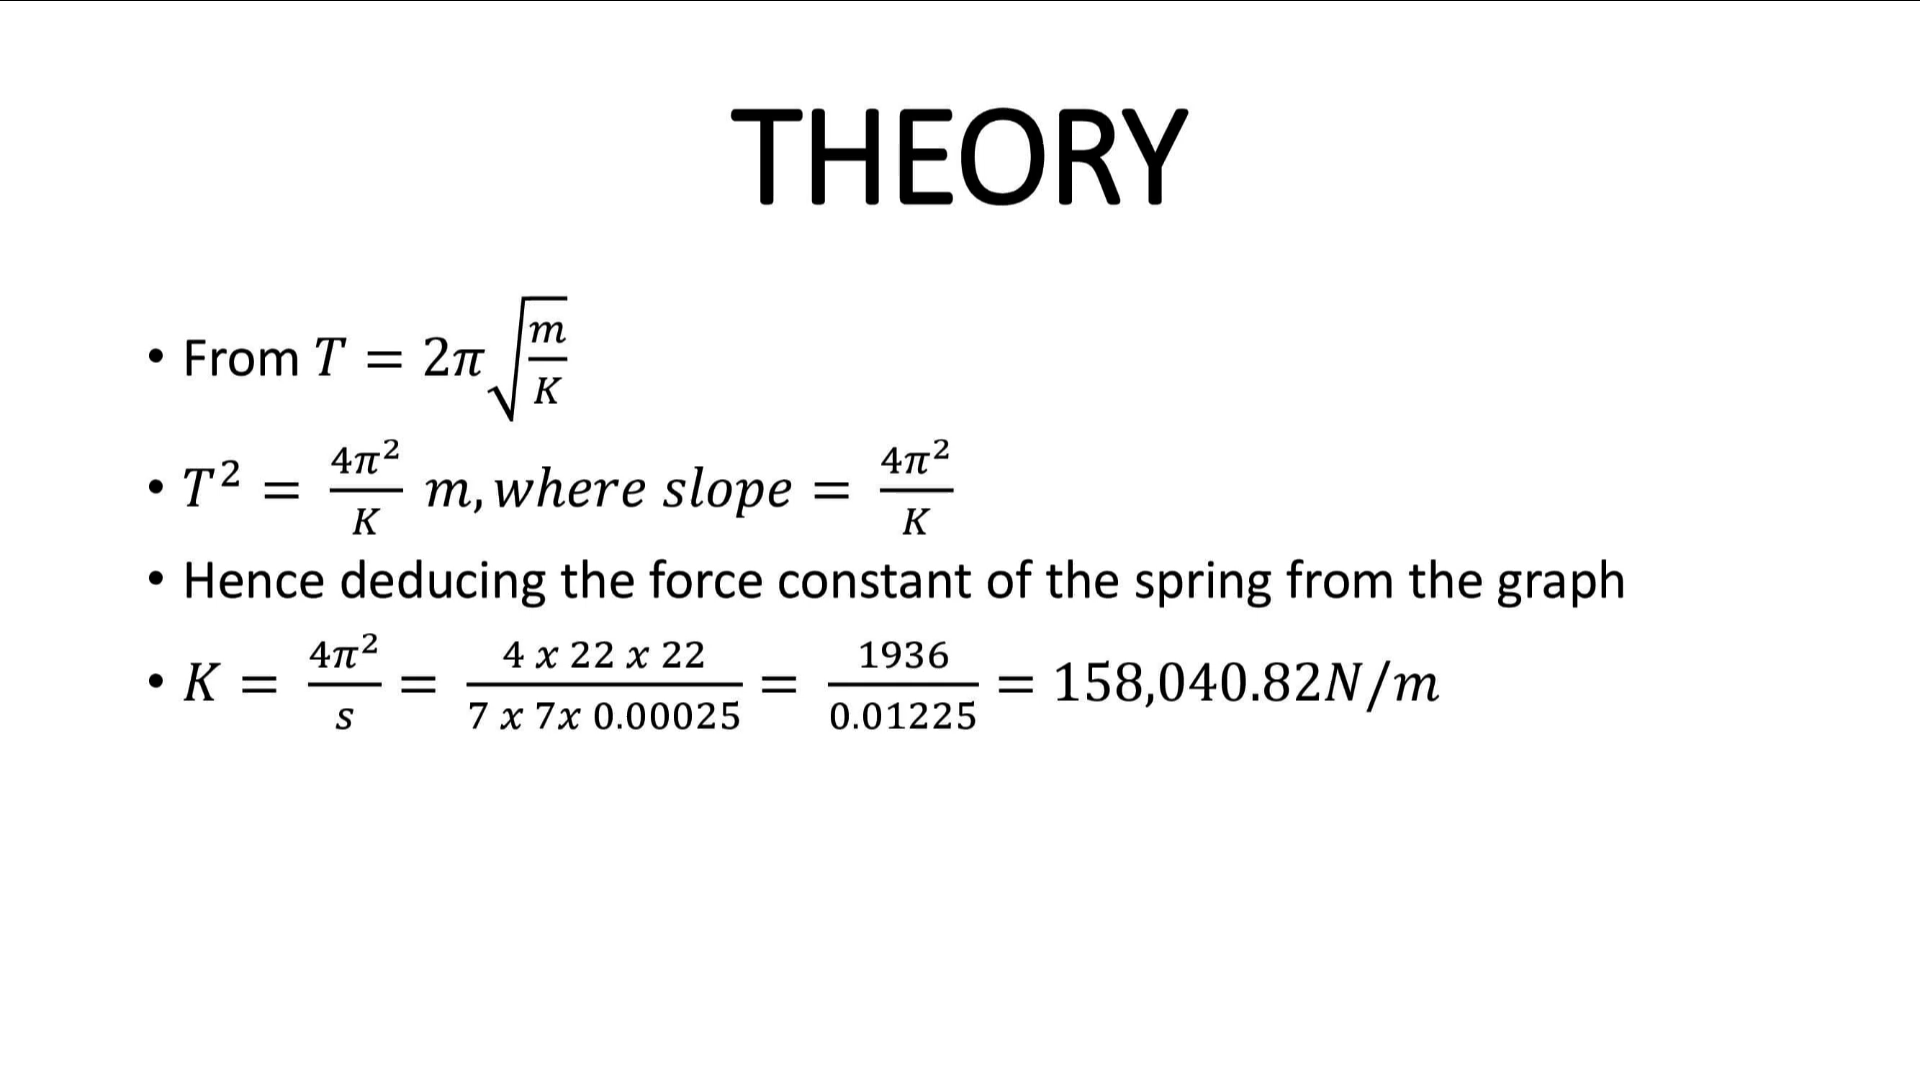 THEORY
• From T = 2π√(m/K)
• T² = 4π²/K m, where slope = 4π²/K
• Hence deducing the force constant of the spring from the graph
• K = 4π²/s = 4 x 22 x 22/7 x 7x 0.00025 = 1936/0.01225 = 158,040.82N/m